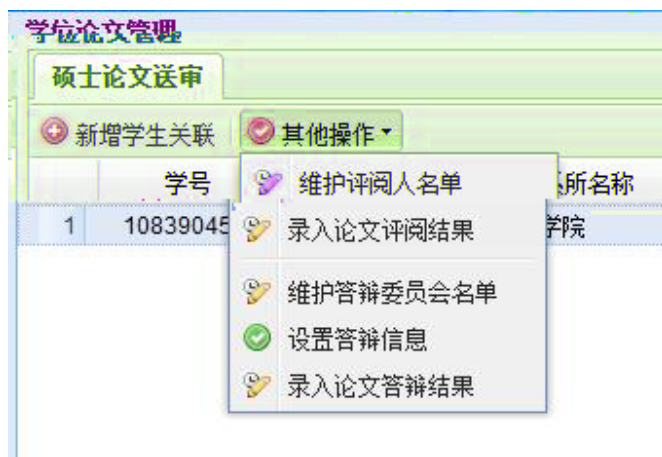 学位论文管理
硕士论文送审
新增学生关联 其他操作
学号 系所名称
维护评阅人名单
1 10839045 学院
录入论文评阅结果
维护答辩委员会名单
设置答辩信息
录入论文答辩结果